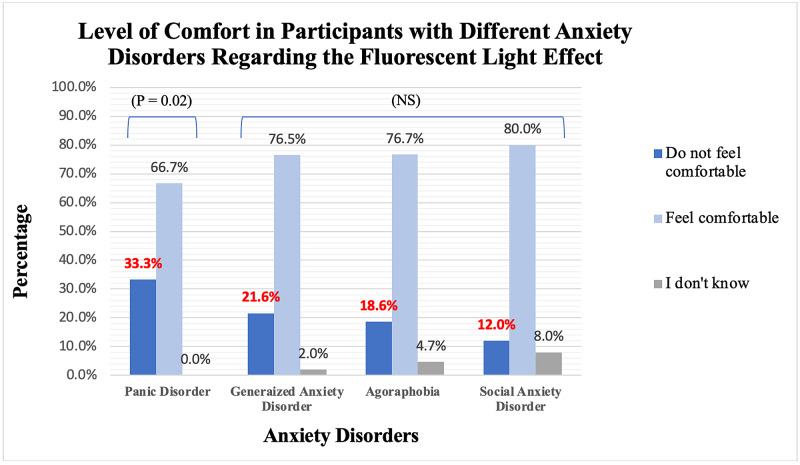 Level of Comfort in Participants with Different Anxiety
Disorders Regarding the Fluorescent Light Effect
100.0%
90.0%
80.0%
70.0%
60.0%
50.0%
40.0%
30.0%
20.0%
10.0%
0.0%
Percentage
(P = 0.02)
(NS)
33.3%
66.7%
0.0%
21.6%
76.5%
2.0%
18.6%
76.7%
4.7%
12.0%
80.0%
8.0%
Panic Disorder
Generaized Anxiety
Disorder
Agoraphobia
Social Anxiety
Disorder
Anxiety Disorders
Do not feel
comfortable
Feel comfortable
I don't know